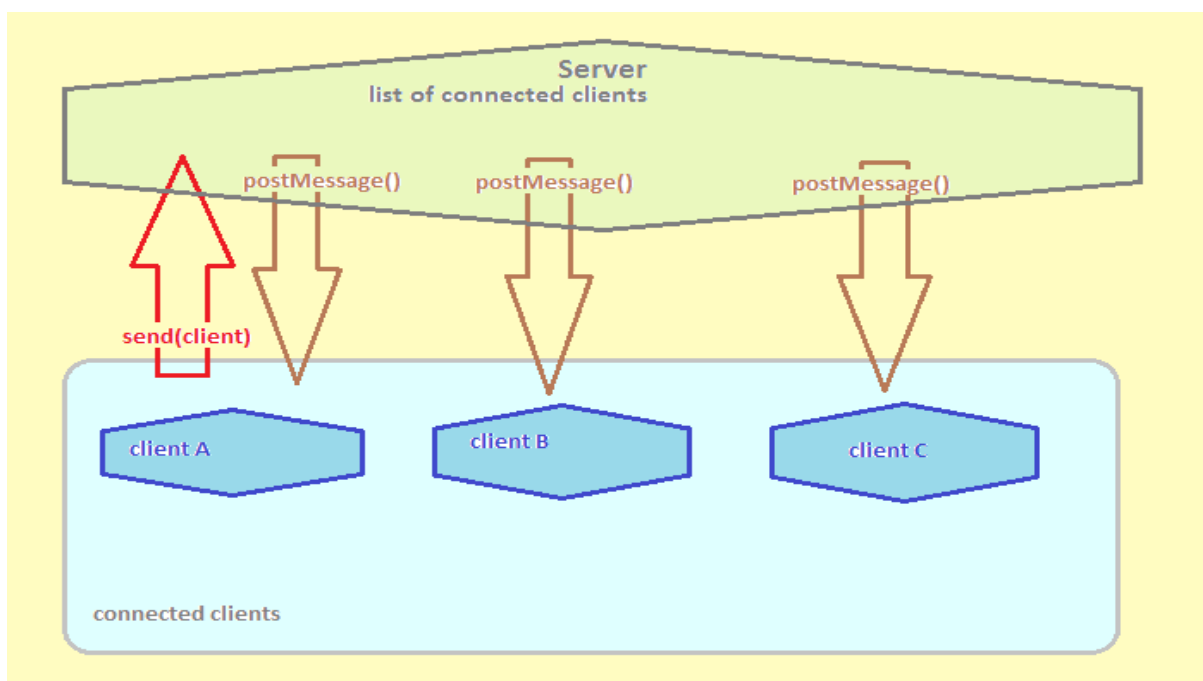 Server
list of connected clients
postMessage()
postMessage()
postMessage()
send(client)
client A
client B
client C
connected clients